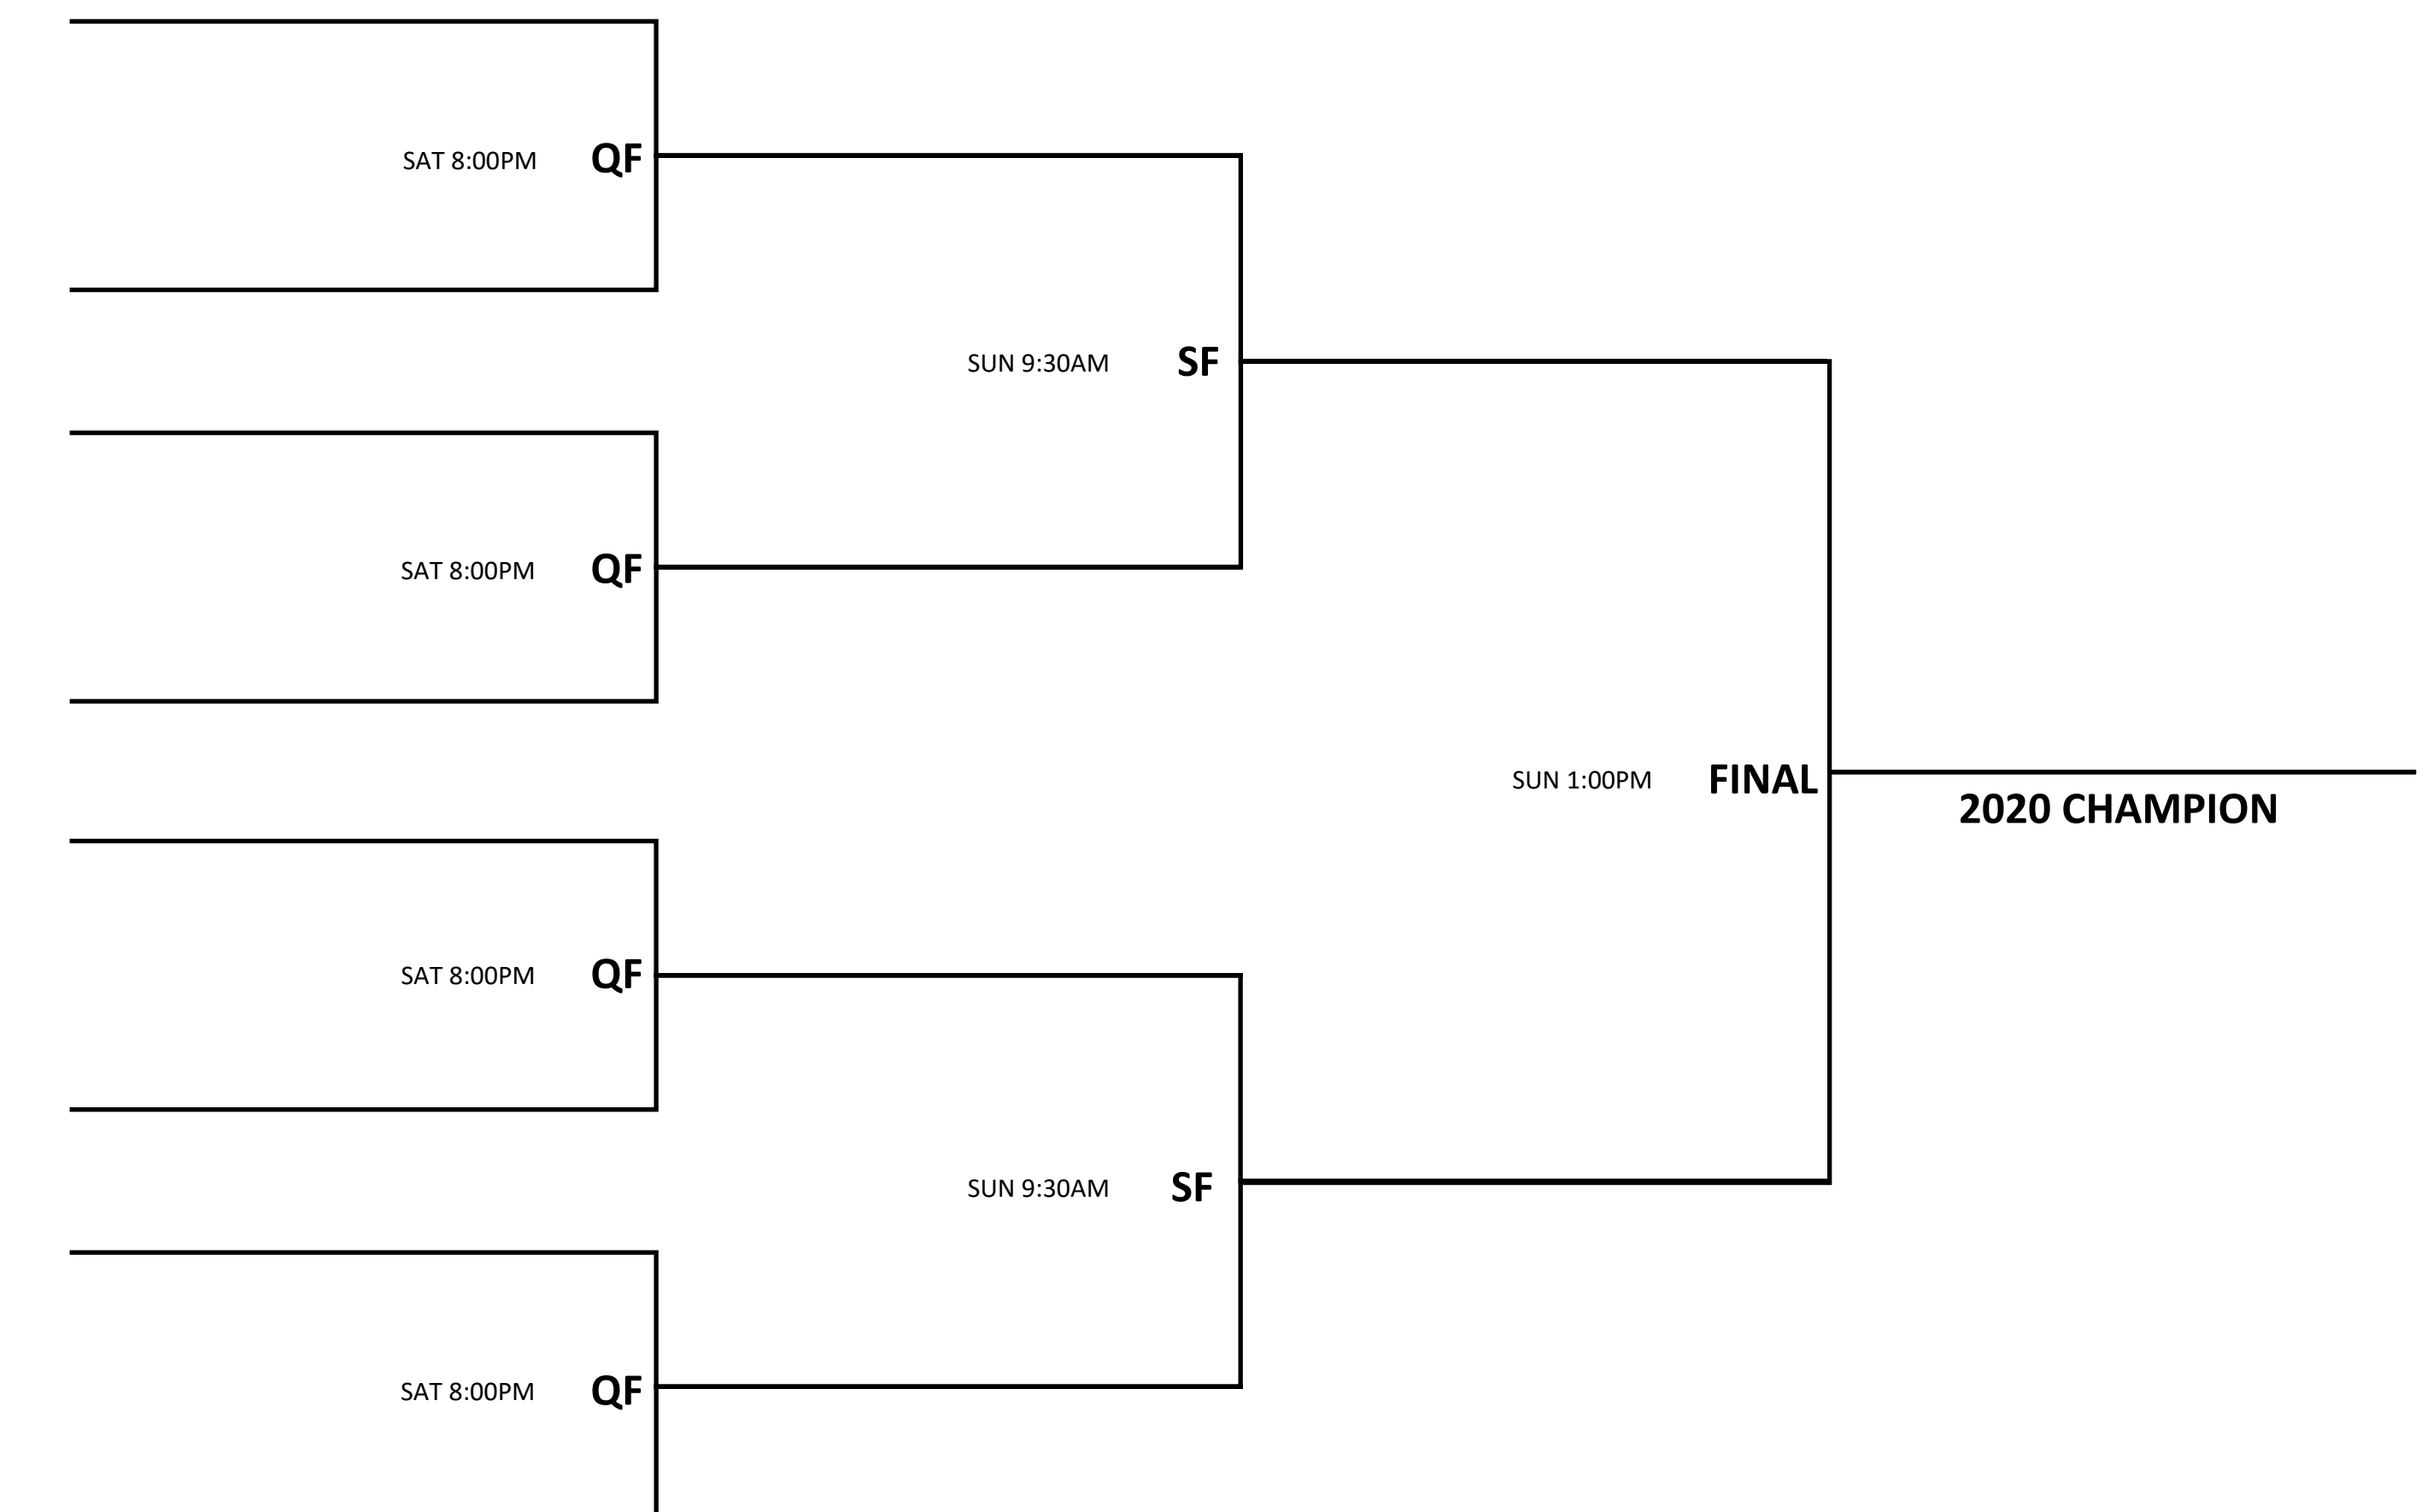 SAT 8:00PM QF
SUN 9:30AM SF
SAT 8:00PM QF
SUN 1:00PM FINAL
2020 CHAMPION
SAT 8:00PM QF
SUN 9:30AM SF
SAT 8:00PM QF